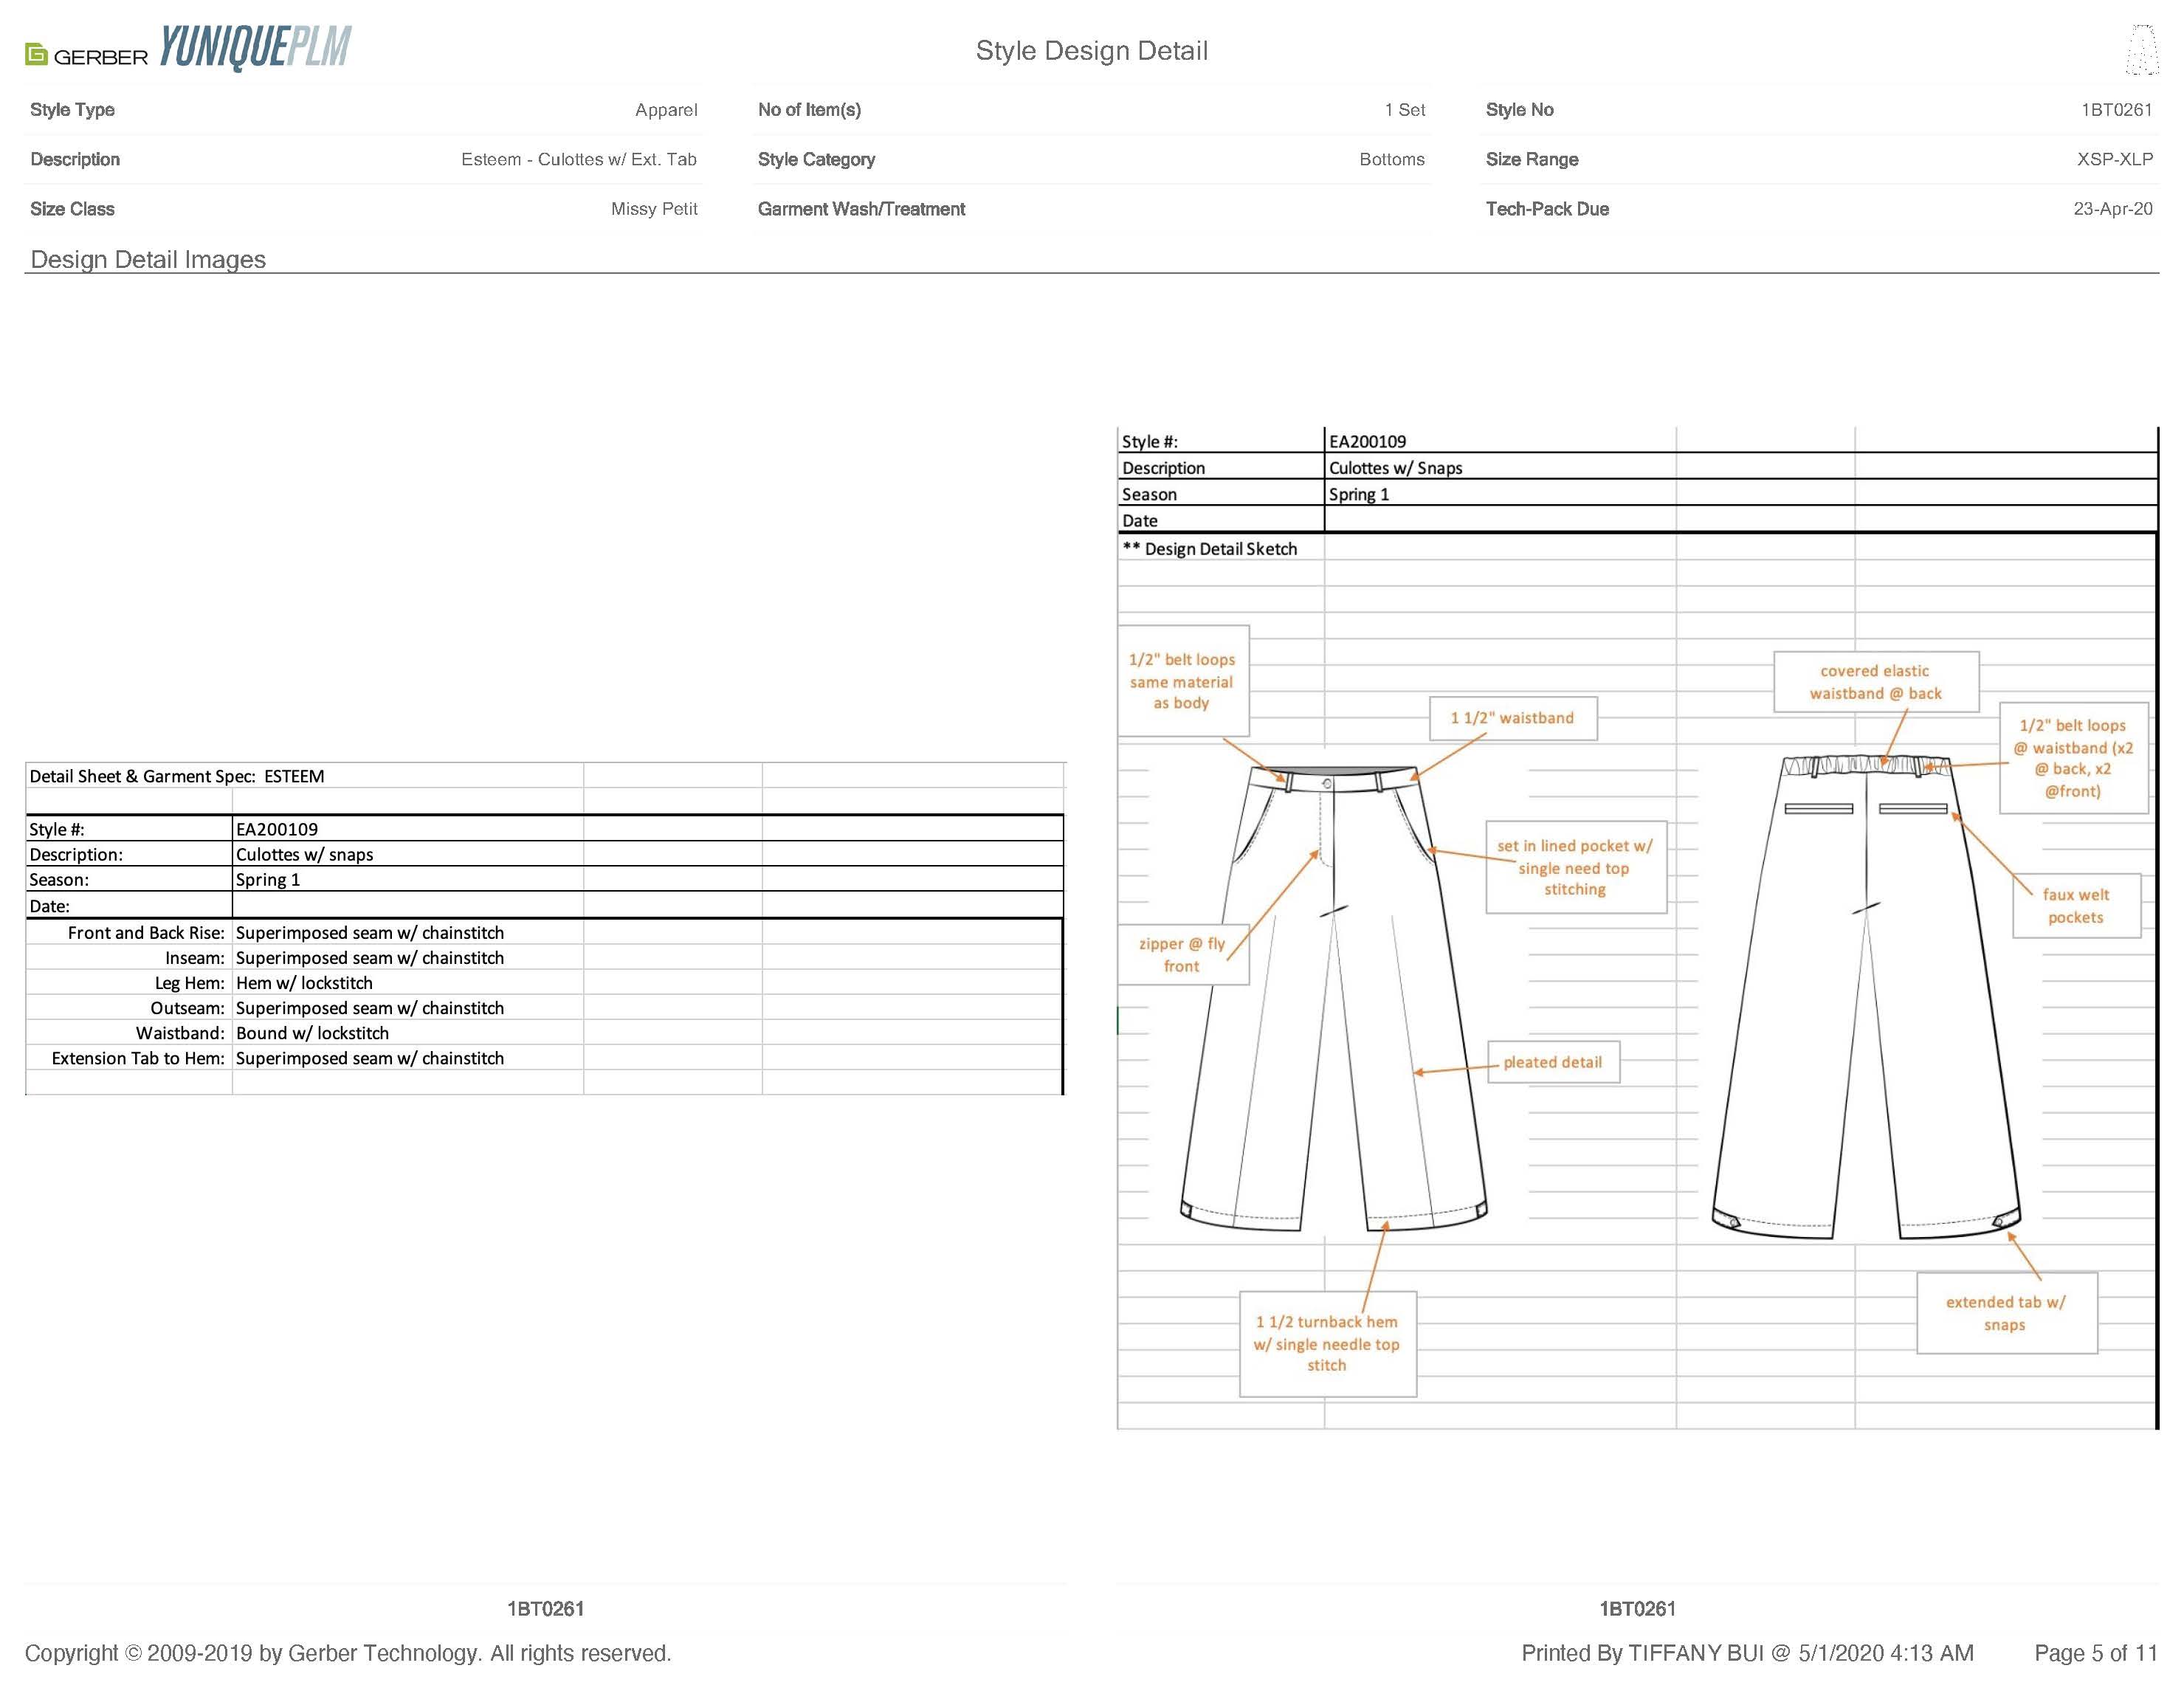 GERBER YUNIQUEPLM
Style Design Detail
Style Type Apparel No of Item(s) 1 Set Style No 1BT0261
Description Esteem - Culottes w/ Ext. Tab Style Category Bottoms Size Range XSP-XLP
Size Class Missy Petit Garment Wash/Treatment Tech-Pack Due 23-Apr-20
Design Detail Images
Detail Sheet & Garment Spec: ESTEEM
Style #: EA200109
Description: Culottes w/ snaps
Season: Spring 1
Date:
Front and Back Rise: Superimposed seam w/ chainstitch
Inseam: Superimposed seam w/ chainstitch
Leg Hem: Hem w/ lockstitch
Outseam: Superimposed seam w/ chainstitch
Waistband: Bound w/ lockstitch
Extension Tab to Hem: Superimposed seam w/ chainstitch
Style #: EA200109
Description Culottes w/ Snaps
Season Spring 1
Date
** Design Detail Sketch
1/2" belt loops
same material
as body
1 1/2" waistband
covered elastic
waistband @ back
1/2" belt loops
@ waistband (x2
@ back, x2
@front)
set in lined pocket w/
single need top
stitching
faux welt
pockets
zipper @ fly
front
pleated detail
1 1/2 turnback hem
w/ single needle top
stitch
extended tab w/
snaps
1BT0261
1BT0261
Copyright © 2009-2019 by Gerber Technology. All rights reserved.
Printed By TIFFANY BUI @ 5/1/2020 4:13 AM Page 5 of 11